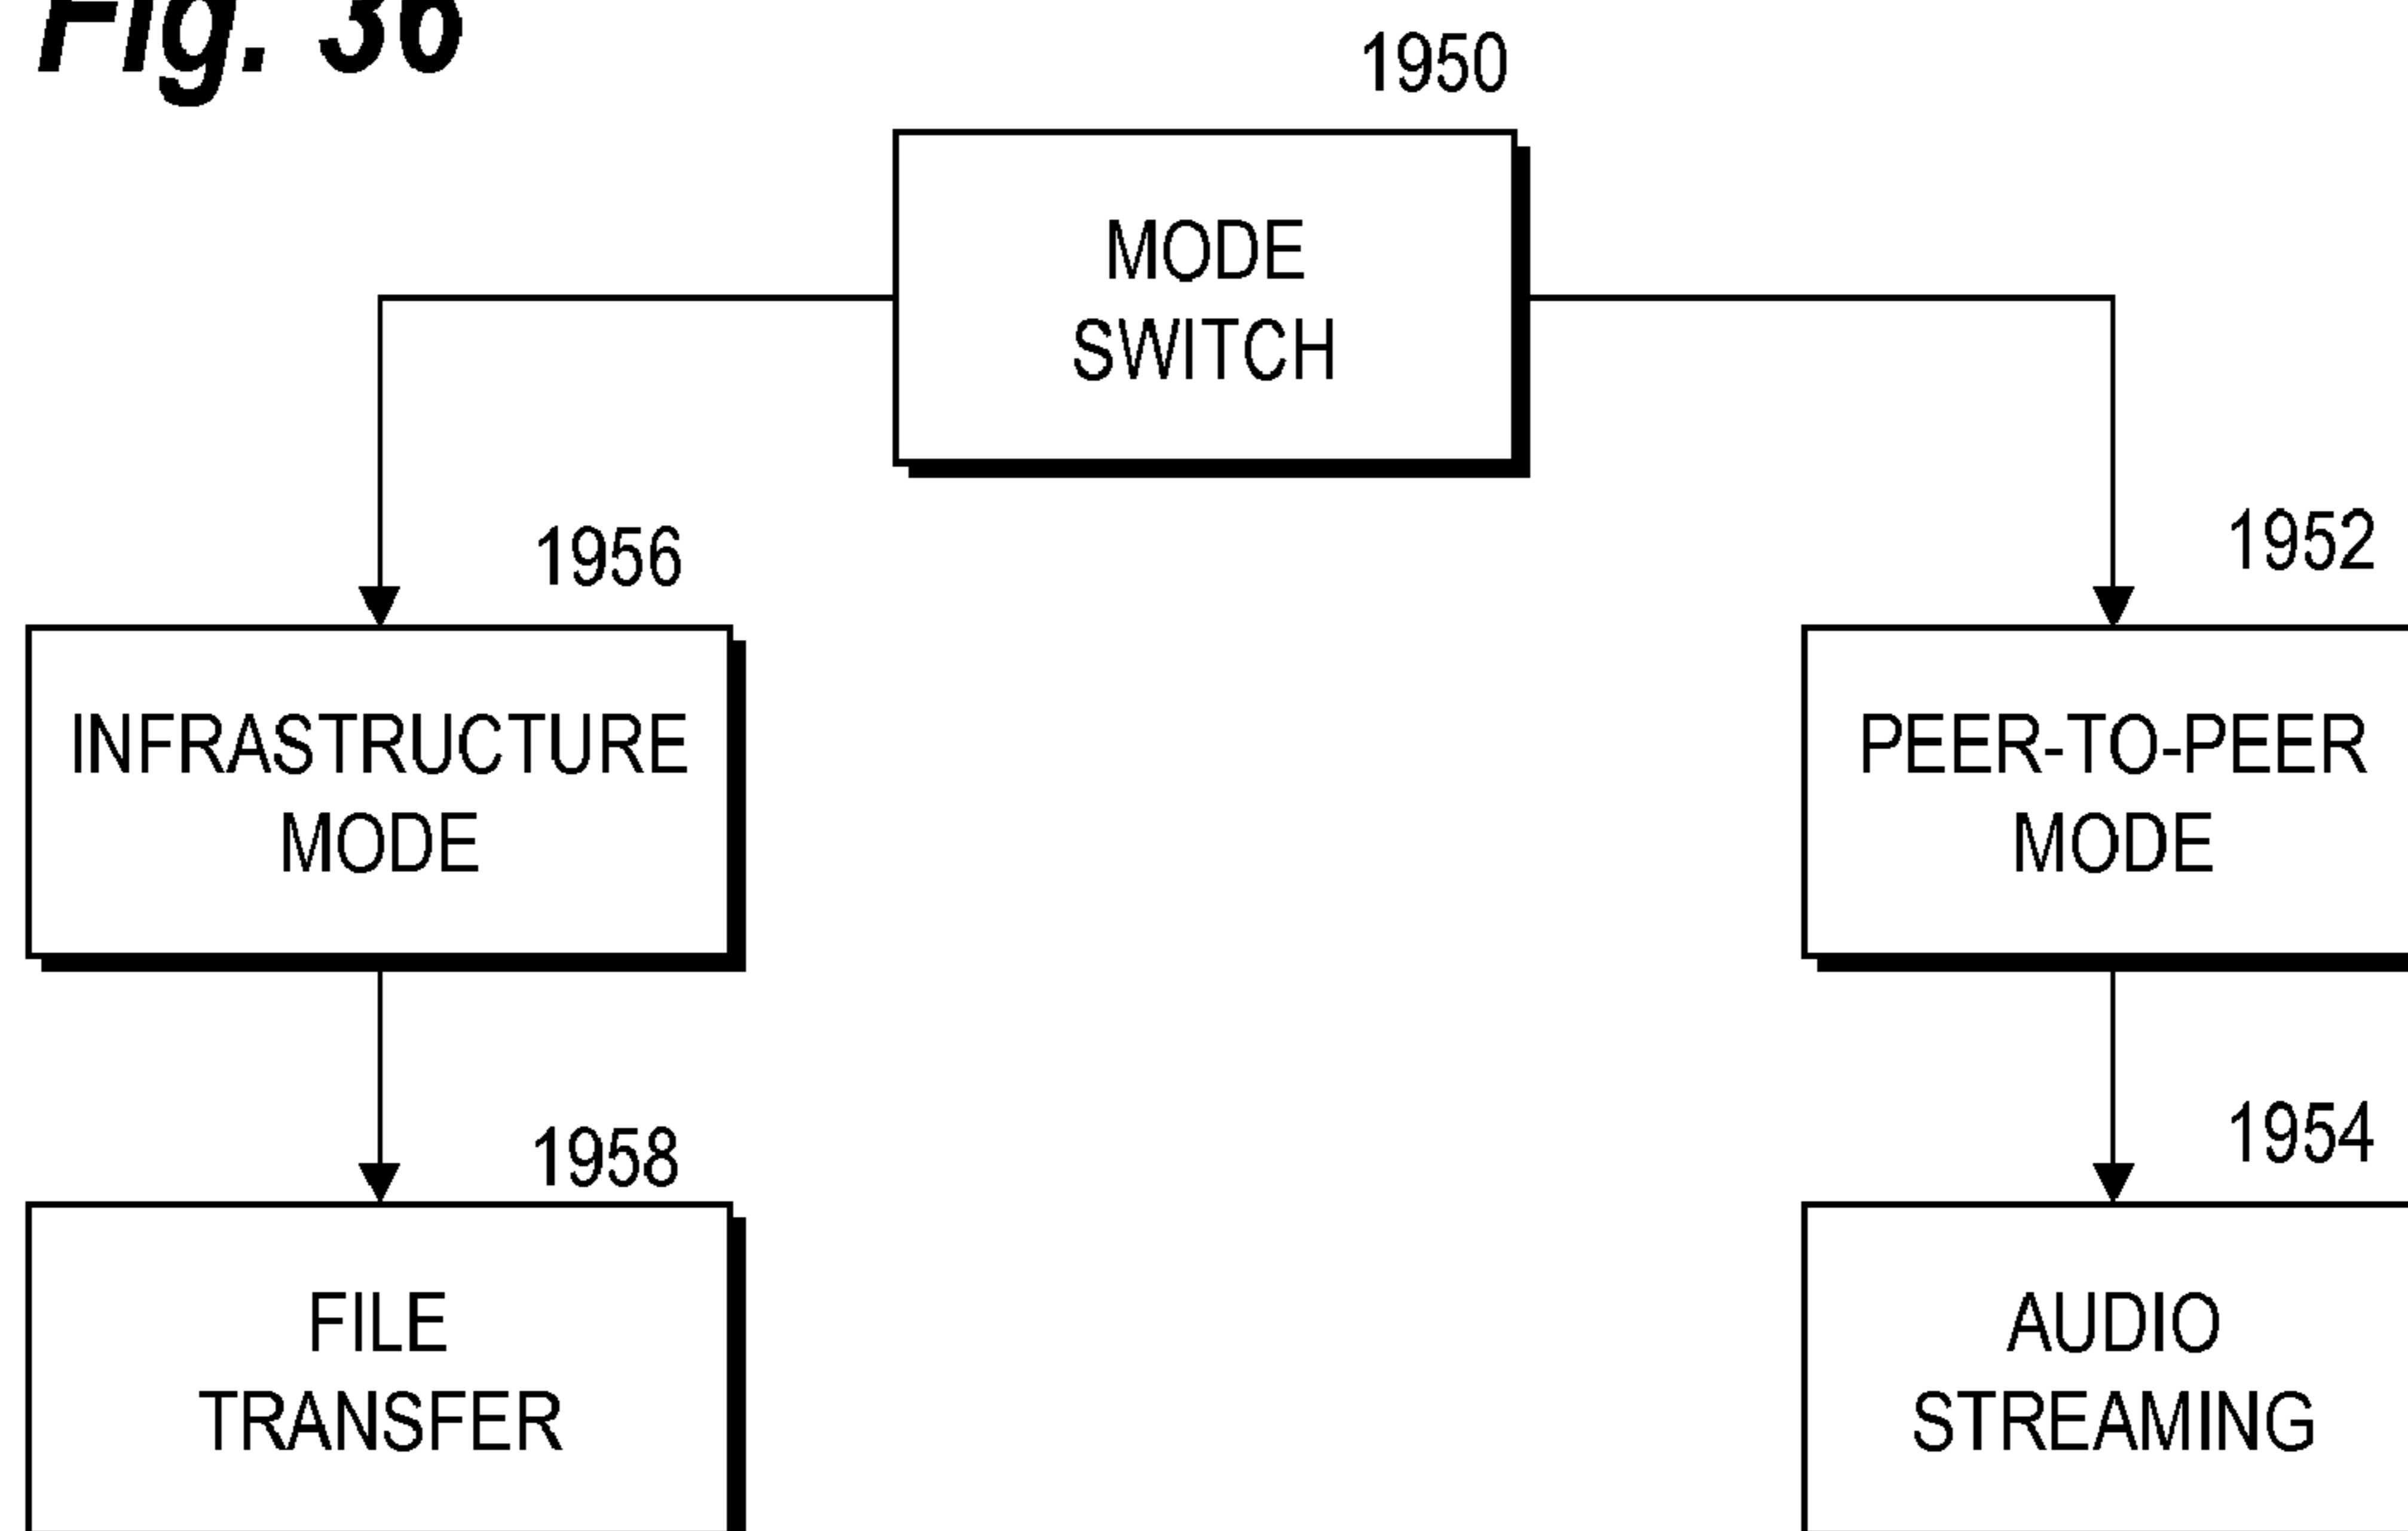 Fig. 36
1950
MODE
SWITCH
1956
INFRASTRUCTURE
MODE
1952
PEER-TO-PEER
MODE
1958
FILE
TRANSFER
1954
AUDIO
STREAMING